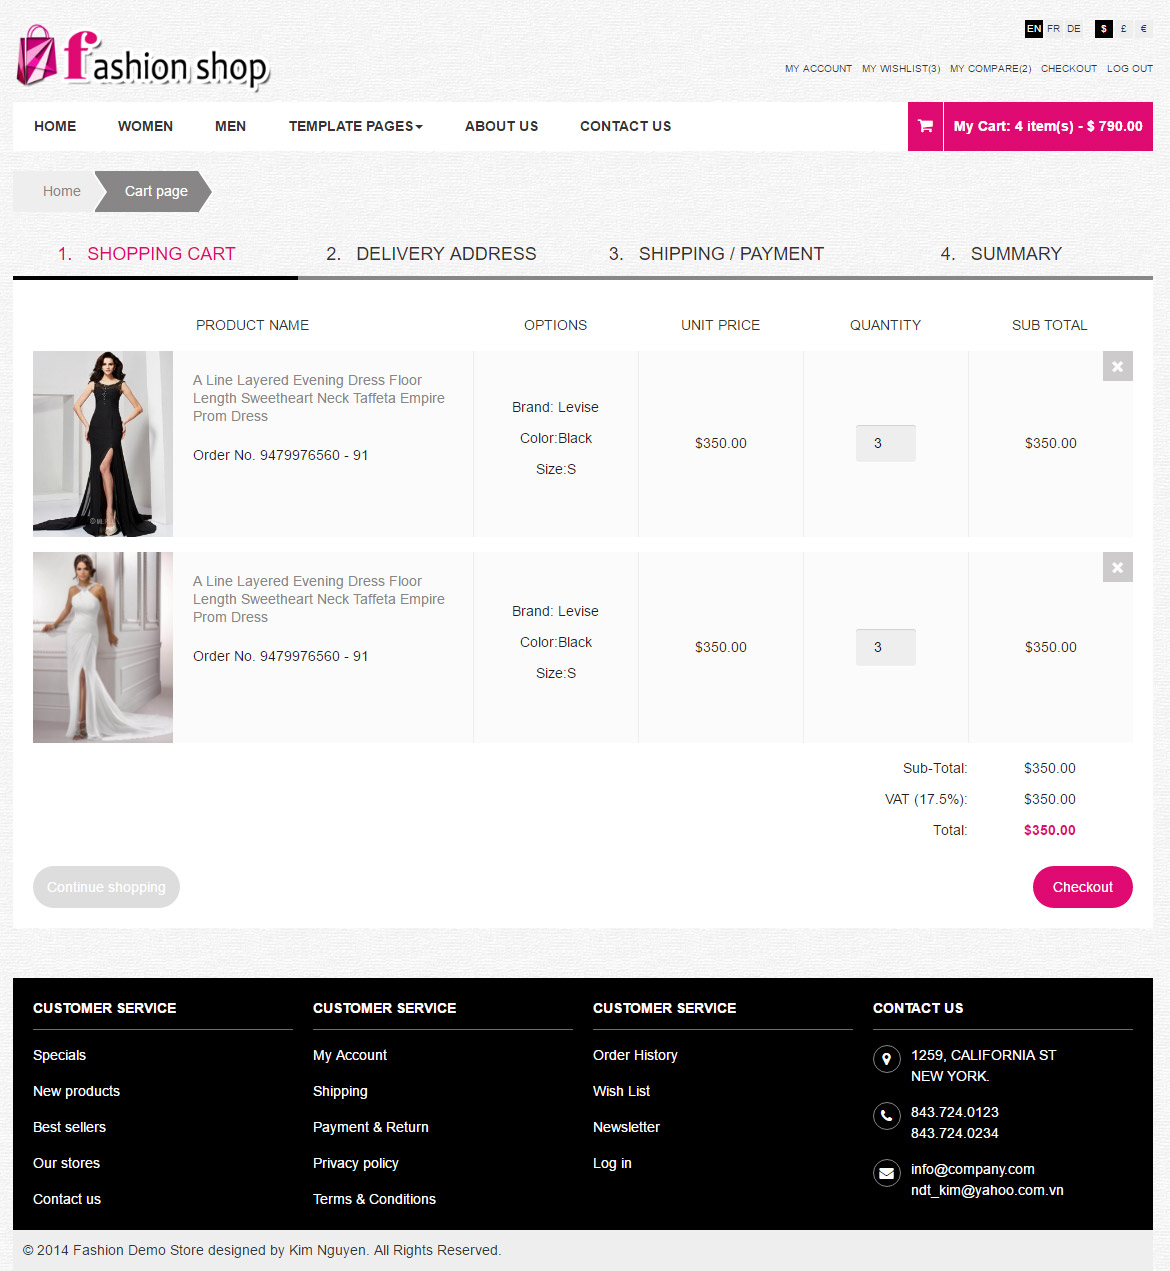 fashion shop
EN FR DE $ £ €
MY ACCOUNT MY WISHLIST(3) MY COMPARE(2) CHECKOUT LOG OUT
HOME WOMEN MEN TEMPLATE PAGES ABOUT US CONTACT US
My Cart: 4 item(s) - $ 790.00
Home Cart page
1. SHOPPING CART 2. DELIVERY ADDRESS 3. SHIPPING / PAYMENT 4. SUMMARY
PRODUCT NAME OPTIONS UNIT PRICE QUANTITY SUB TOTAL
A Line Layered Evening Dress Floor
Length Sweetheart Neck Taffeta Empire
Prom Dress
Order No. 9479976560 - 91
Brand: Levise
Color:Black
Size:S
$350.00
3
$350.00
A Line Layered Evening Dress Floor
Length Sweetheart Neck Taffeta Empire
Prom Dress
Order No. 9479976560 - 91
Brand: Levise
Color:Black
Size:S
$350.00
3
$350.00
Sub-Total: $350.00
VAT (17.5%): $350.00
Total: $350.00
Continue shopping Checkout
CUSTOMER SERVICE
Specials
New products
Best sellers
Our stores
Contact us
CUSTOMER SERVICE
My Account
Shipping
Payment & Return
Privacy policy
Terms & Conditions
CUSTOMER SERVICE
Order History
Wish List
Newsletter
Log in
CONTACT US
1259, CALIFORNIA ST
NEW YORK.
843.724.0123
843.724.0234
info@company.com
ndt_kim@yahoo.com.vn
© 2014 Fashion Demo Store designed by Kim Nguyen. All Rights Reserved.